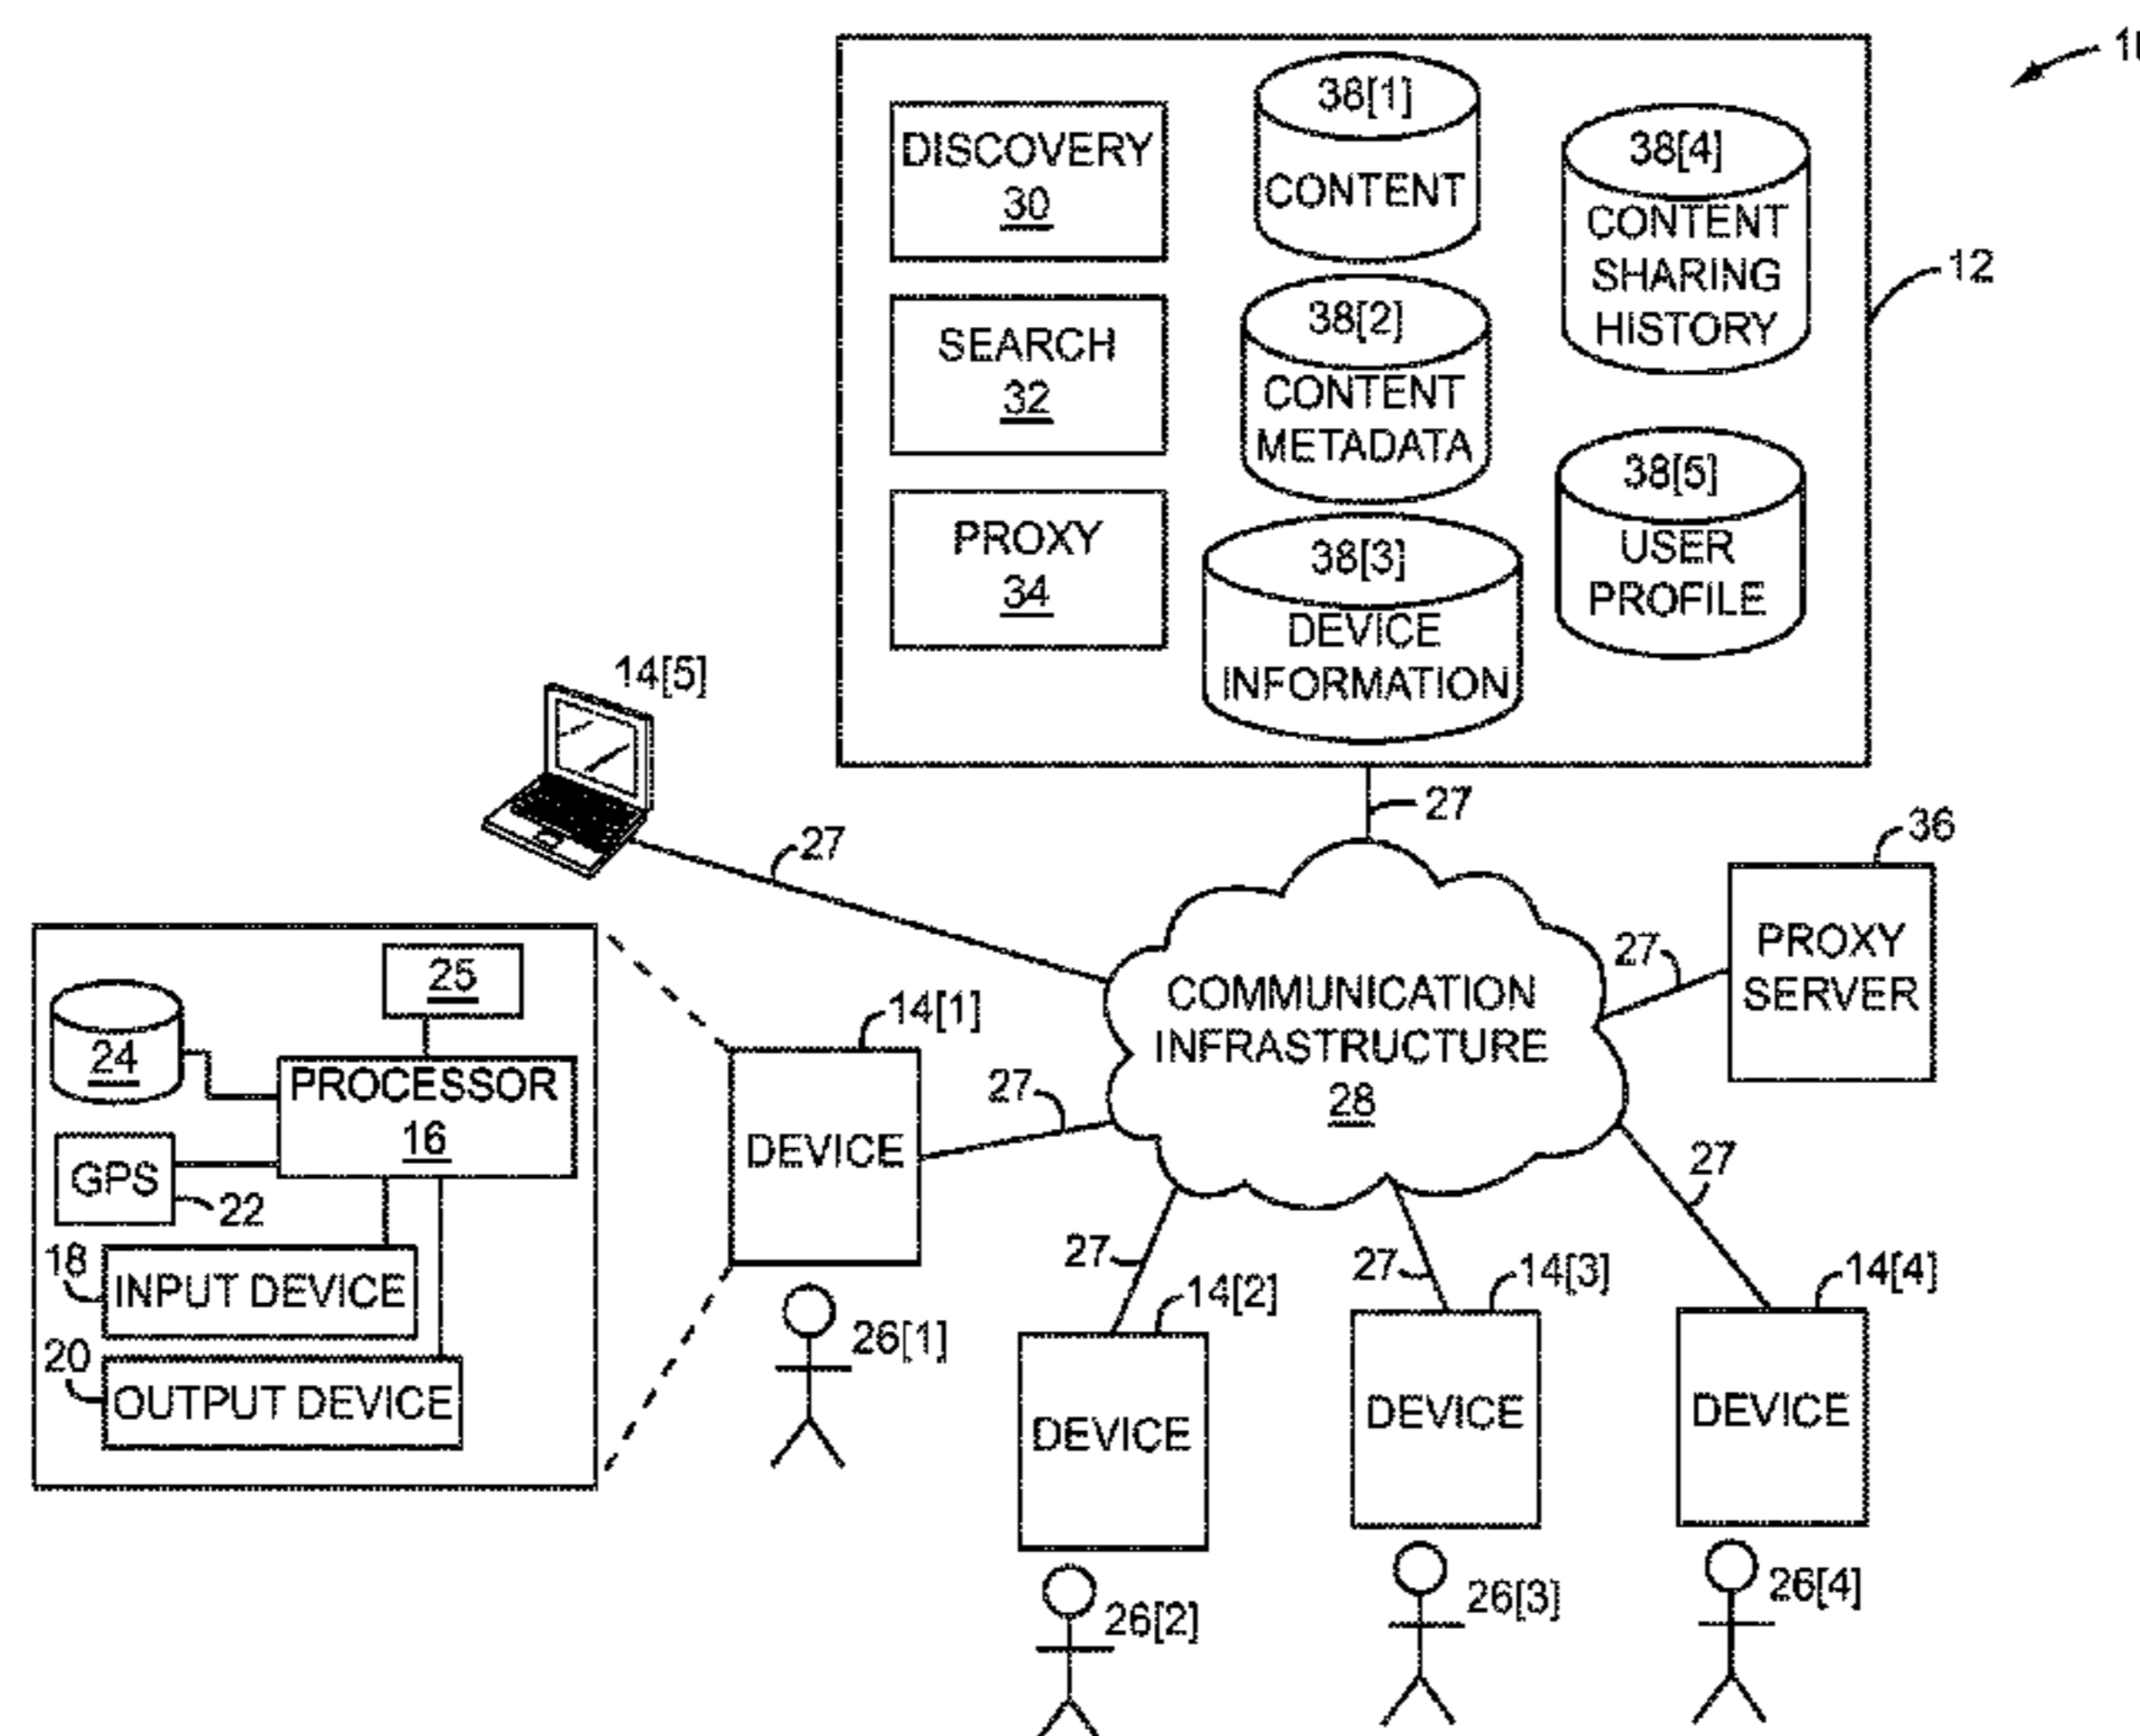 DISCOVERY
30
SEARCH
32
PROXY
34
38[1]
CONTENT
38[2]
CONTENT
METADATA
38[3]
DEVICE
INFORMATION
38[4]
CONTENT
SHARING
HISTORY
38[5]
USER
PROFILE
12
14[5]
27
27
36
PROXY
SERVER
27
COMMUNICATION
INFRASTRUCTURE
28
25
24
PROCESSOR
16
GPS
22
18
INPUT DEVICE
20
OUTPUT DEVICE
14[1]
DEVICE
27
26[1]
27
14[2]
DEVICE
26[2]
27
14[3]
DEVICE
26[3]
27
14[4]
DEVICE
26[4]